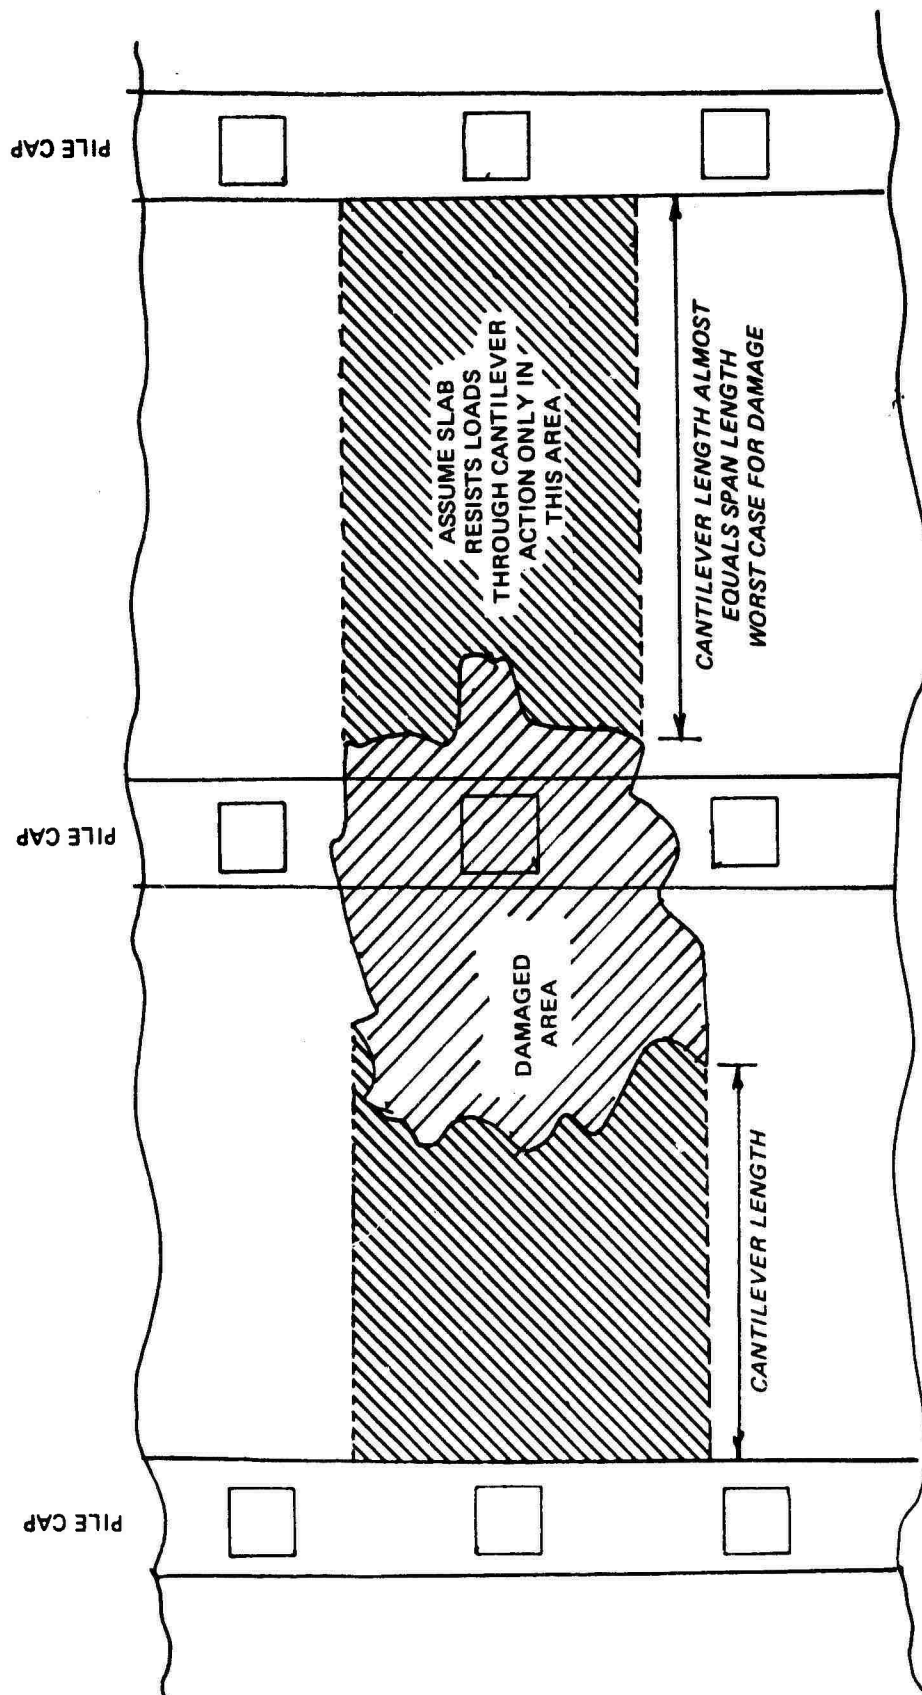 PILE CAP
PILE CAP
PILE CAP
ASSUME SLAB
RESISTS LOADS
THROUGH CANTILEVER
ACTION ONLY IN
THIS AREA
CANTILEVER LENGTH ALMOST
EQUALS SPAN LENGTH
WORST CASE FOR DAMAGE
DAMAGED
AREA
CANTILEVER LENGTH